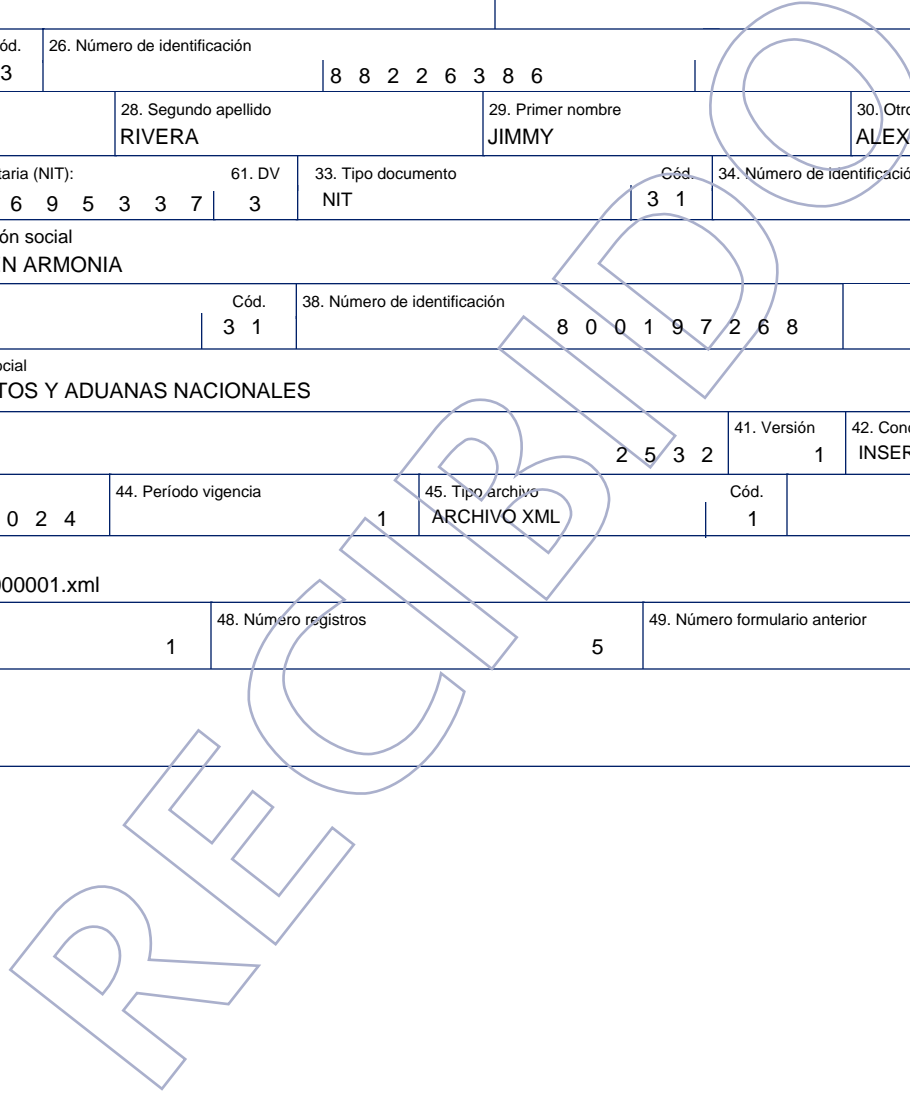 ód. 26. Número de identificación
3 8 8 2 2 6 3 8 6
28. Segundo apellido 29. Primer nombre 30. Otro
RIVERA JIMMY ALEX
taria (NIT): 61. DV 33. Tipo documento Cód. 34. Número de identificació
6 9 5 3 3 7 3 NIT 3 1
ón social
N ARMONIA
Cód. 38. Número de identificación
3 1 8 0 0 1 9 7 2 6 8
ocial
TOS Y ADUANAS NACIONALES
41. Versión 42. Conc
2 5 3 2 1 INSER
44. Período vigencia 45. Tipo archivo Cód.
0 2 4 1 ARCHIVO XML 1
000001.xml
48. Número registros 49. Número formulario anterior
1 5
RECIBIDO